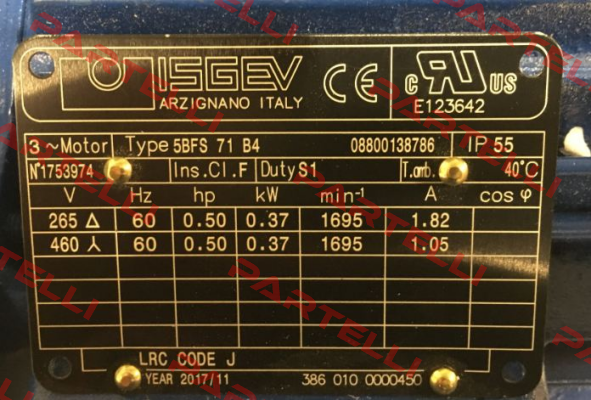 ISGEV
ARZIGNANO ITALY
CE
c RU US
E123642
3~Motor Type 5BFS 71 B4 08800138786 IP 55
N°1753974 Ins.Cl.F Duty S1 T.amb. 40°C
V Hz hp kW min-1 A cos φ
265 Δ 60 0.50 0.37 1695 1.82
460 ⅄ 60 0.50 0.37 1695 1.05
LRC CODE J
YEAR 2017/11 386 010 0000450
PARTELLI
PARTELLI
PARTELLI
PARTELLI
PARTELLI